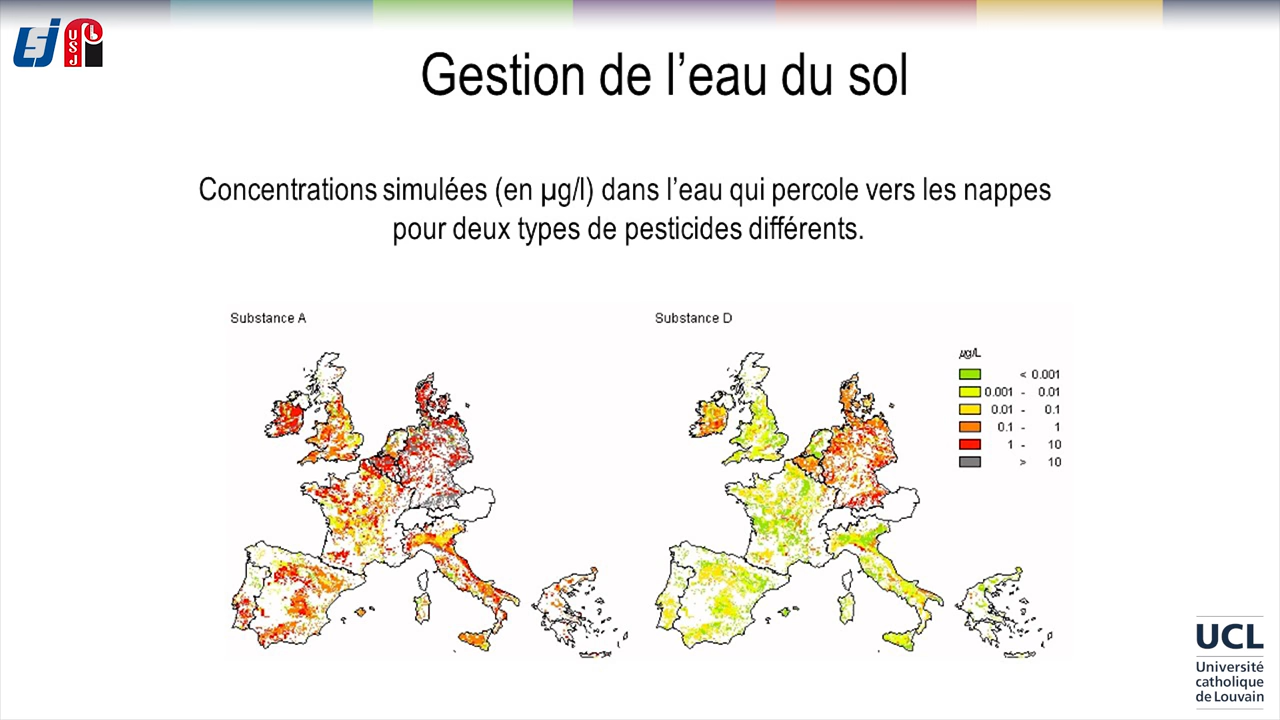 Gestion de l’eau du sol
Concentrations simulées (en µg/l) dans l’eau qui percole vers les nappes
pour deux types de pesticides différents.
Substance A
Substance D
µg/L
< 0.001
0.001 - 0.01
0.01 - 0.1
0.1 - 1
1 - 10
> 10
USJ
UCL
Université
catholique
de Louvain